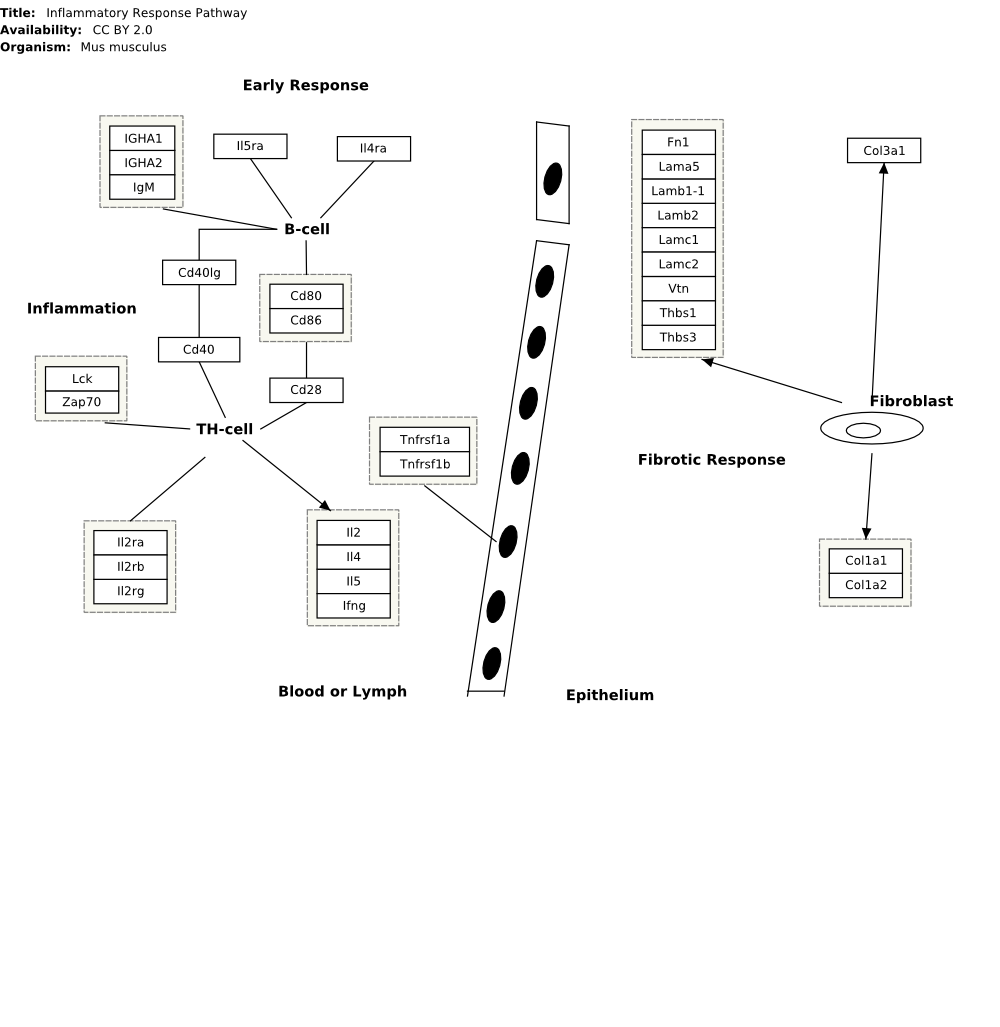 Title: Inflammatory Response Pathway
Availability: CC BY 2.0
Organism: Mus musculus
Early Response
IGHA1
IGHA2
IgM
Il5ra
Il4ra
B-cell
Cd40lg
Cd80
Cd86
Inflammation
Cd40
Lck
Zap70
Cd28
TH-cell
Tnfrsf1a
Tnfrsf1b
Il2ra
Il2rb
Il2rg
Il2
Il4
Il5
Ifng
Blood or Lymph
Epithelium
Fn1
Lama5
Lamb1-1
Lamb2
Lamc1
Lamc2
Vtn
Thbs1
Thbs3
Col3a1
Fibroblast
Fibrotic Response
Col1a1
Col1a2